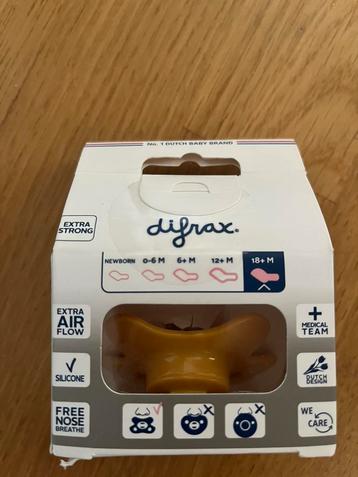 No. 1 DUTCH BABY BRAND
difrax®
EXTRA
STRONG
NEWBORN 0-6 M 6+ M 12+ M 18+ M
EXTRA
AIR
FLOW
MEDICAL
TEAM
SILICONE
DUTCH
DESIGN
FREE
NOSE
BREATHE
WE
CARE